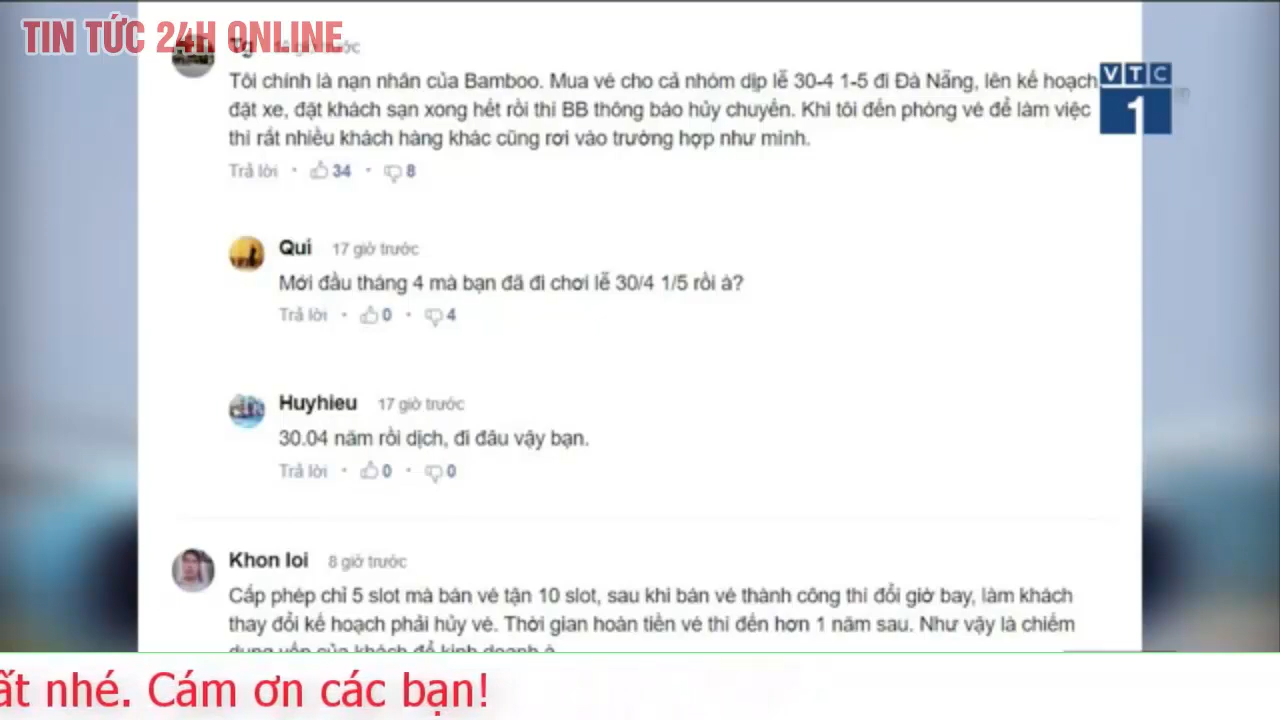 TIN TỨC 24H ONLINE
Tôi chính là nạn nhân của Bamboo. Mua vé cho cả nhóm dịp lễ 30-4 1-5 đi Đà Nẵng, lên kế hoạch
VTC
1
đặt xe, đặt khách sạn xong hết rồi thì BB thông báo hủy chuyến. Khi tôi đến phòng vé để làm việc
thì rất nhiều khách hàng khác cũng rơi vào trường hợp như mình.
Trả lời • 34 • 8
Quí 17 giờ trước
Mới đầu tháng 4 mà bạn đã đi chơi lễ 30/4 1/5 rồi à?
Trả lời • 0 • 4
Huyhieu 17 giờ trước
30.04 năm rồi dịch, đi đâu vậy bạn.
Trả lời • 0 • 0
Khon loi 8 giờ trước
Cấp phép chỉ 5 slot mà bán vé tận 10 slot, sau khi bán vé thành công thì đổi giờ bay, làm khách
thay đổi kế hoạch phải hủy vé. Thời gian hoàn tiền vé thì đến hơn 1 năm sau. Như vậy là chiếm
dụng vốn của khách để kinh doanh à
ất nhé. Cám ơn các bạn!